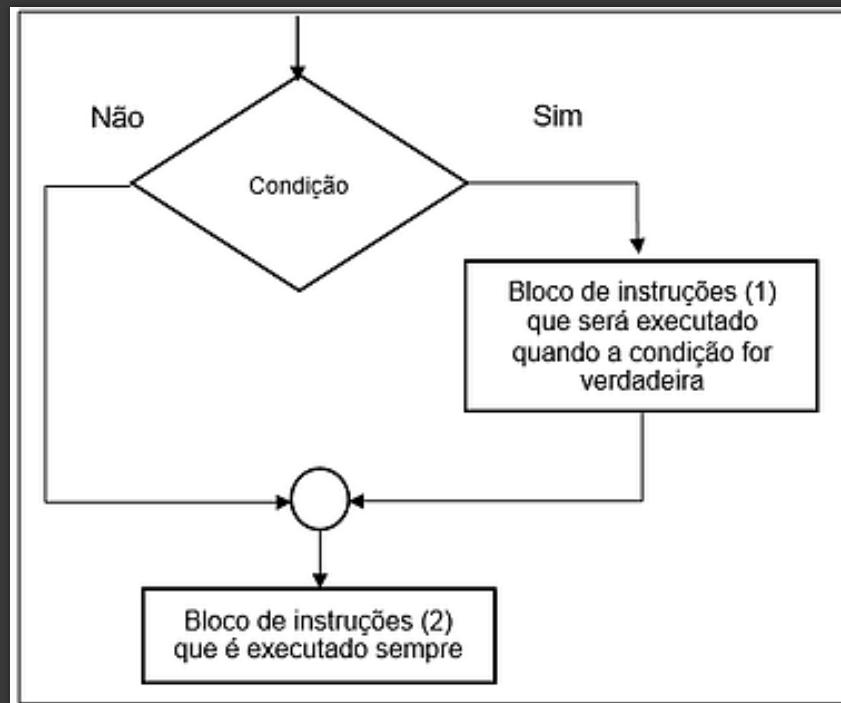 Não
Sim
Condição
Bloco de instruções (1)
que será executado
quando a condição for
verdadeira
Bloco de instruções (2)
que é executado sempre